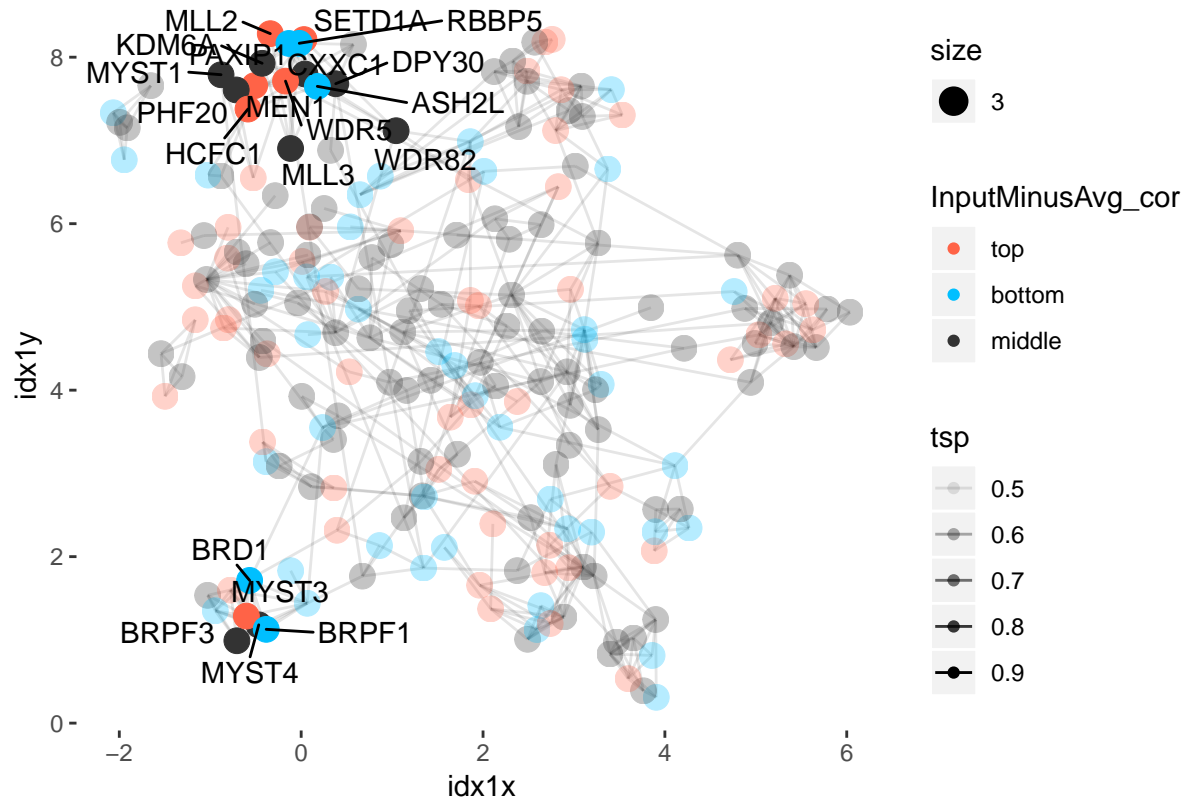 MLL2
SETD1A
RBBP5
KDM6A
PAXIP1
CXXC1
DPY30
MYST1
ASH2L
PHF20
MEN1
WDR5
HCFC1
WDR82
MLL3
BRD1
MYST3
BRPF3
BRPF1
MYST4
8
6
4
2
0
idx1y
−2
0
2
4
6
idx1x
size
3
InputMinusAvg_cor
top
bottom
middle
tsp
0.5
0.6
0.7
0.8
0.9